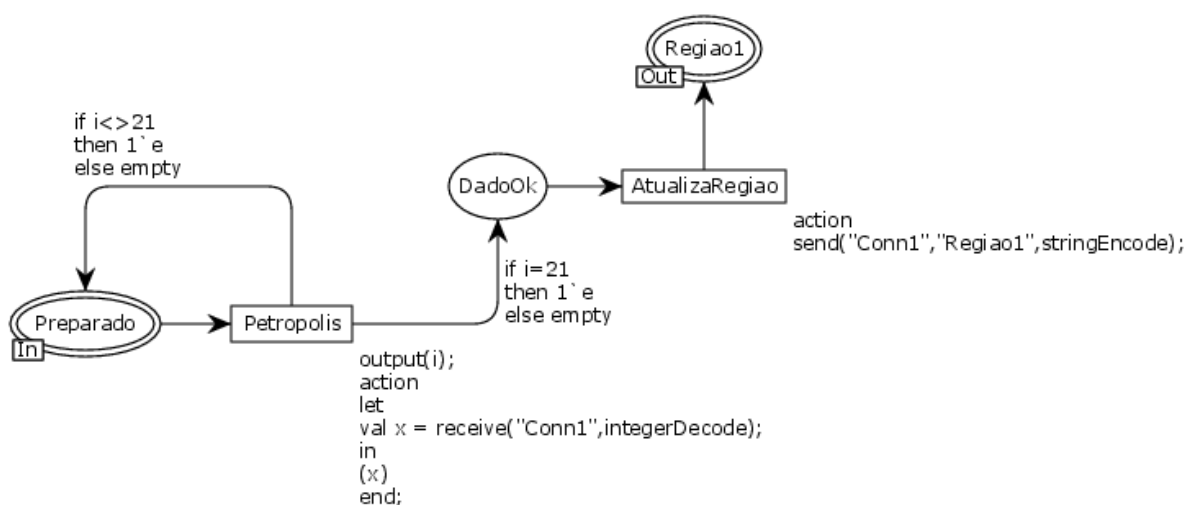 Regiao1
Out
if i<>21
then 1`e
else empty
DadoOk
AtualizaRegiao
action
send("Conn1","Regiao1",stringEncode);
if i=21
then 1`e
else empty
Preparado
In
Petropolis
output(i);
action
let
val x = receive("Conn1",integerDecode);
in
(x)
end;